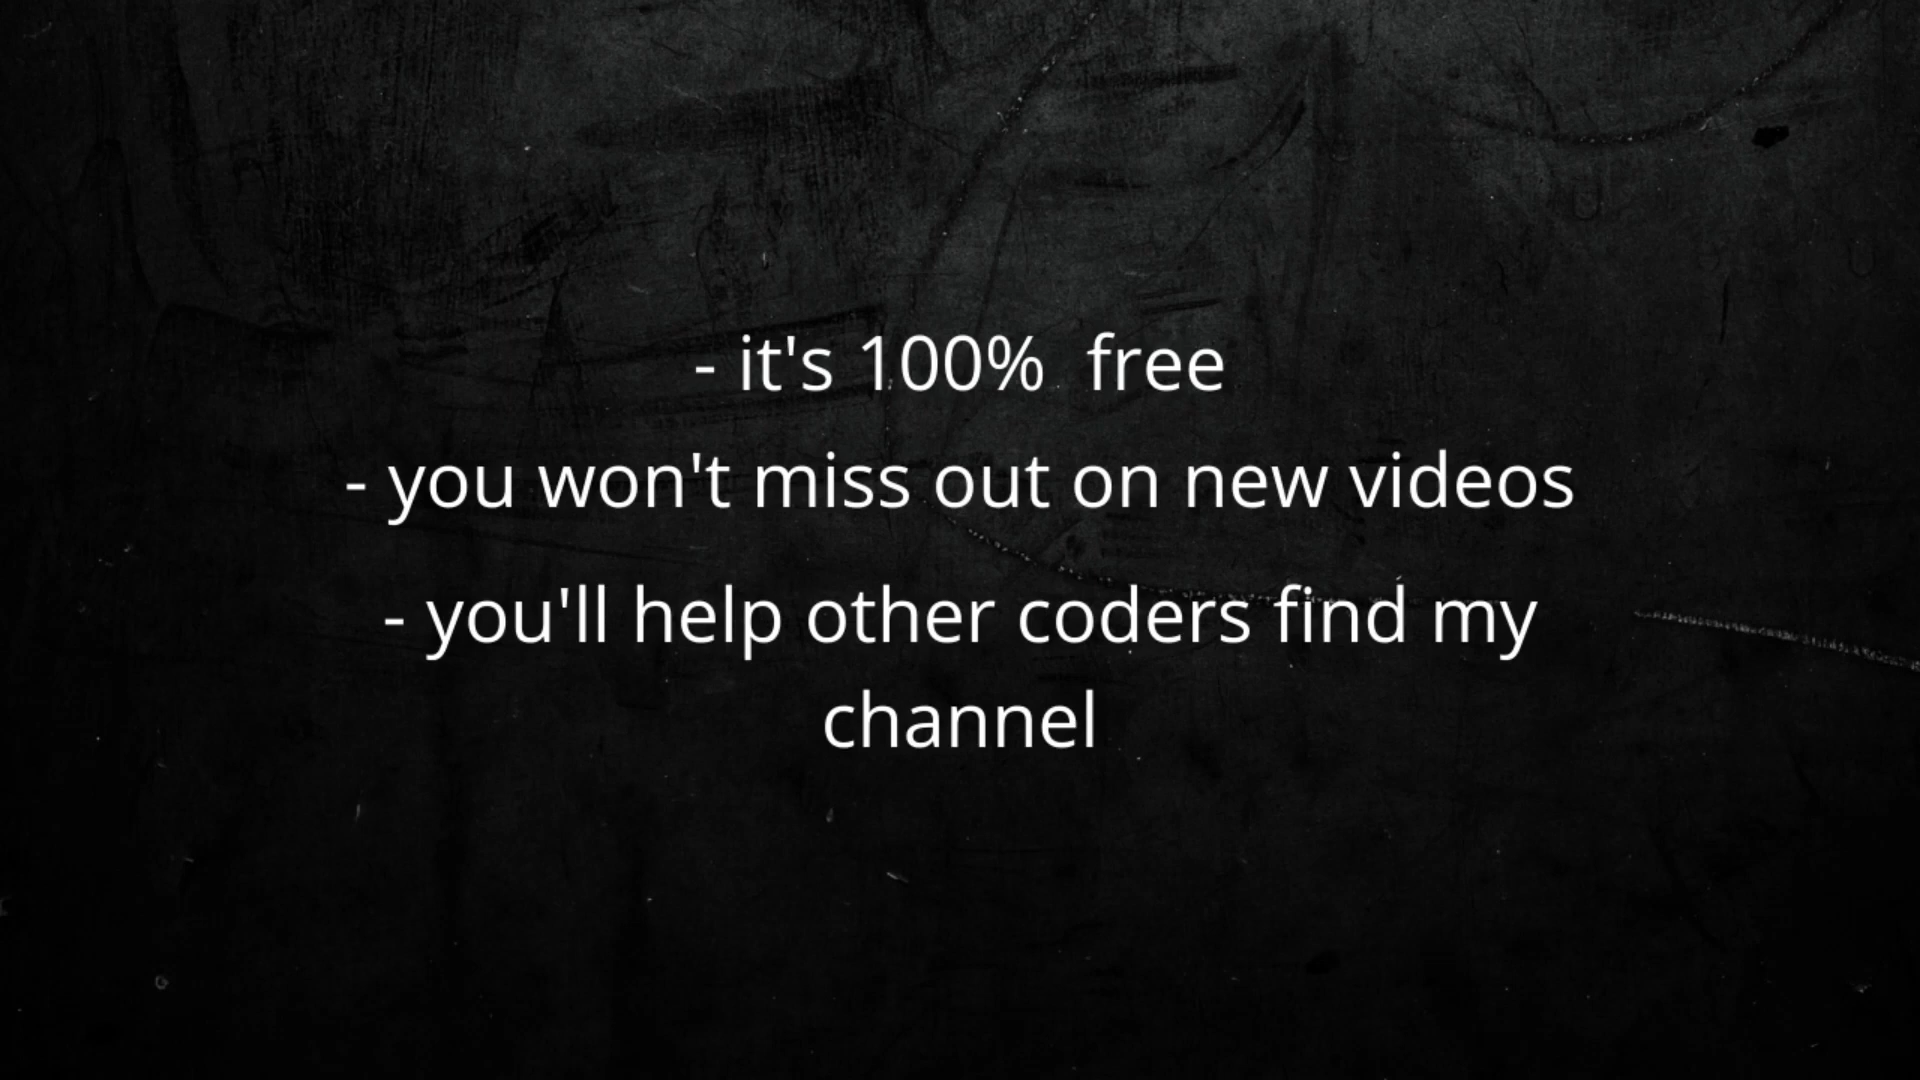 - it's 100%  free
- you won't miss out on new videos
- you'll help other coders find my
channel